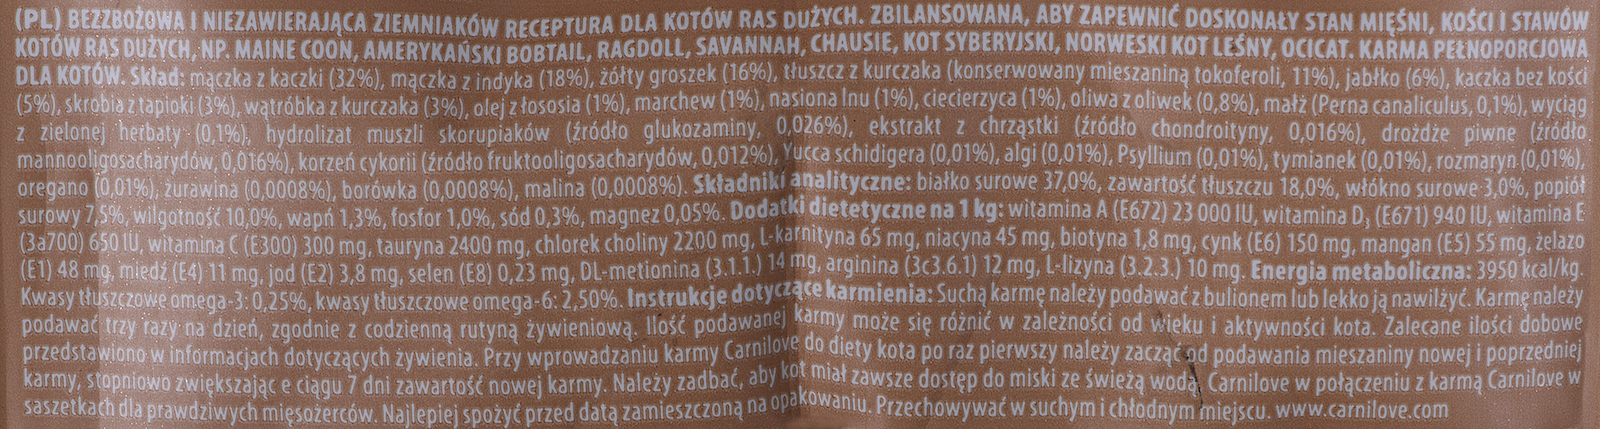 (PL) BEZZBOŻOWA I NIEZAWIERAJĄCA ZIEMNIAKÓW RECEPTURA DLA KOTÓW RAS DUŻYCH. ZBILANSOWANA, ABY ZAPEWNIĆ DOSKONAŁY STAN MIĘŚNI, KOŚCI I STAWÓW
KOTÓW RAS DUŻYCH, NP. MAINE COON, AMERYKAŃSKI BOBTAIL, RAGDOLL, SAVANNAH, CHAUSIE, KOT SYBERYJSKI, NORWESKI KOT LEŚNY, OCICAT. KARMA PEŁNOPORCJOWA
DLA KOTÓW. Skład: mączka z kaczki (32%), mączka z indyka (18%), żółty groszek (16%), tłuszcz z kurczaka (konserwowany mieszaniną tokoferoli, 11%), jabłko (6%), kaczka bez kości
(5%), skrobia z tapioki (3%), wątróbka z kurczaka (3%), olej z łososia (1%), marchew (1%), nasiona lnu (1%), ciecierzyca (1%), oliwa z oliwek (0,8%), małż (Perna canaliculus, 0,1%), wyciąg
z zielonej herbaty (0,1%), hydrolizat muszli skorupiaków (źródło glukozaminy, 0,026%), ekstrakt z chrząstki (źródło chondroityny, 0,016%), drożdże piwne (źródło
mannooligosacharydów, 0,016%), korzeń cykorii (źródło fruktooligosacharydów, 0,012%), Yucca schidigera (0,01%), algi (0,01%), Psyllium (0,01%), tymianek (0,01%), rozmaryn (0,01%),
oregano (0,01%), żurawina (0,0008%), borówka (0,0008%), malina (0,0008%). Składniki analityczne: białko surowe 37,0%, zawartość tłuszczu 18,0%, włókno surowe 3,0%, popiół
surowy 7,5%, wilgotność 10,0%, wapń 1,3%, fosfor 1,0%, sód 0,3%, magnez 0,05%. Dodatki dietetyczne na 1 kg: witamina A (E672) 23 000 IU, witamina D₃ (E671) 940 IU, witamina E
(3a700) 650 IU, witamina C (E300) 300 mg, tauryna 2400 mg, chlorek choliny 2200 mg, L-karnityna 65 mg, niacyna 45 mg, biotyna 1,8 mg, cynk (E6) 150 mg, mangan (E5) 55 mg, żelazo
(E1) 48 mg, miedź (E4) 11 mg, jod (E2) 3,8 mg, selen (E8) 0,23 mg, DL-metionina (3.1.1.) 14 mg, arginina (3c3.6.1) 12 mg, L-lizyna (3.2.3.) 10 mg. Energia metaboliczna: 3950 kcal/kg.
Kwasy tłuszczowe omega-3: 0,25%, kwasy tłuszczowe omega-6: 2,50%. Instrukcje dotyczące karmienia: Suchą karmę należy podawać z bulionem lub lekko ją nawilżyć. Karmę należy
podawać trzy razy na dzień, zgodnie z codzienną rutyną żywieniową. Ilość podawanej karmy może się różnić w zależności od wieku i aktywności kota. Zalecane ilości dobowe
przedstawiono w informacjach dotyczących żywienia. Przy wprowadzaniu karmy Carnilove do diety kota po raz pierwszy należy zacząć od podawania mieszaniny nowej i poprzedniej
karmy, stopniowo zwiększając e ciągu 7 dni zawartość nowej karmy. Należy zadbać, aby kot miał zawsze dostęp do miski ze świeżą wodą. Carnilove w połączeniu z karmą Carnilove w
saszetkach dla prawdziwych mięsożerców. Najlepiej spożyć przed datą zamieszczoną na opakowaniu. Przechowywać w suchym i chłodnym miejscu. www.carnilove.com